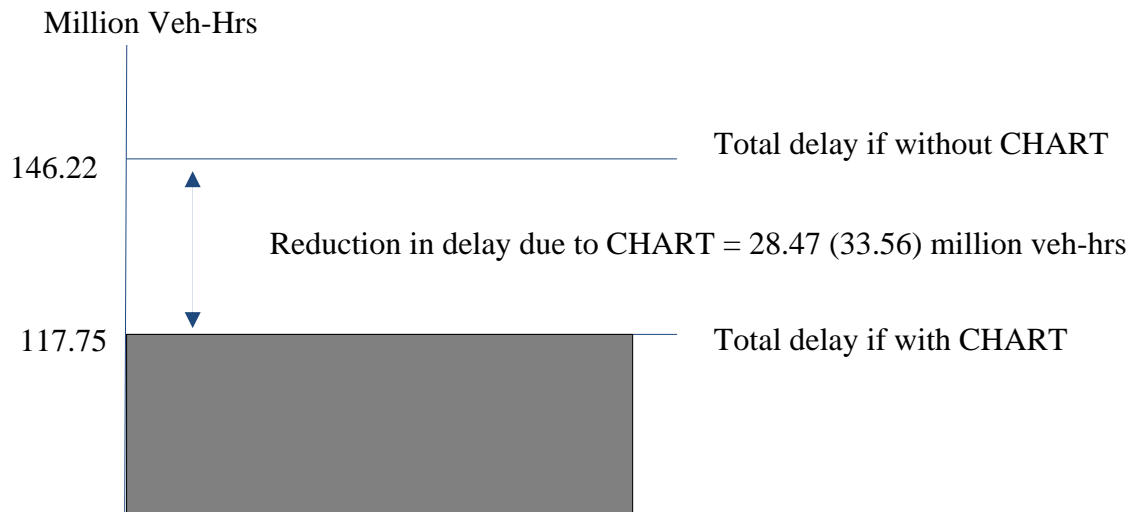 Million Veh-Hrs
Total delay if without CHART
146.22
Reduction in delay due to CHART = 28.47 (33.56) million veh-hrs
117.75
Total delay if with CHART